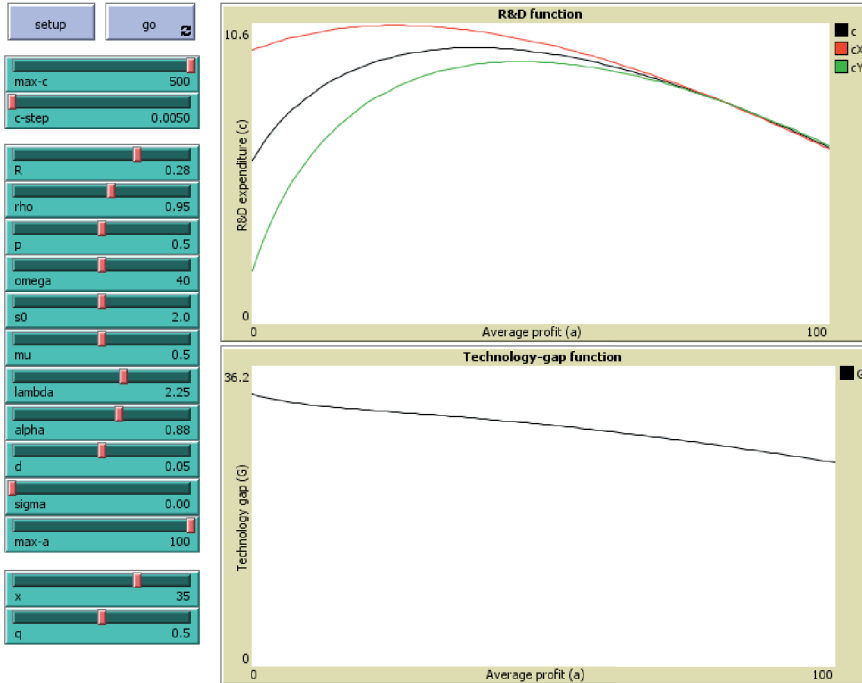 setup
go
max-c 500
c-step 0.0050
R 0.28
rho 0.95
p 0.5
omega 40
s0 2.0
mu 0.5
lambda 2.25
alpha 0.88
d 0.05
sigma 0.00
max-a 100
x 35
q 0.5
R&D function
10.6
R&D expenditure (c)
0
0 Average profit (a) 100
c
cX
cY
Technology-gap function
36.2
Technology gap (G)
0
0 Average profit (a) 100
G